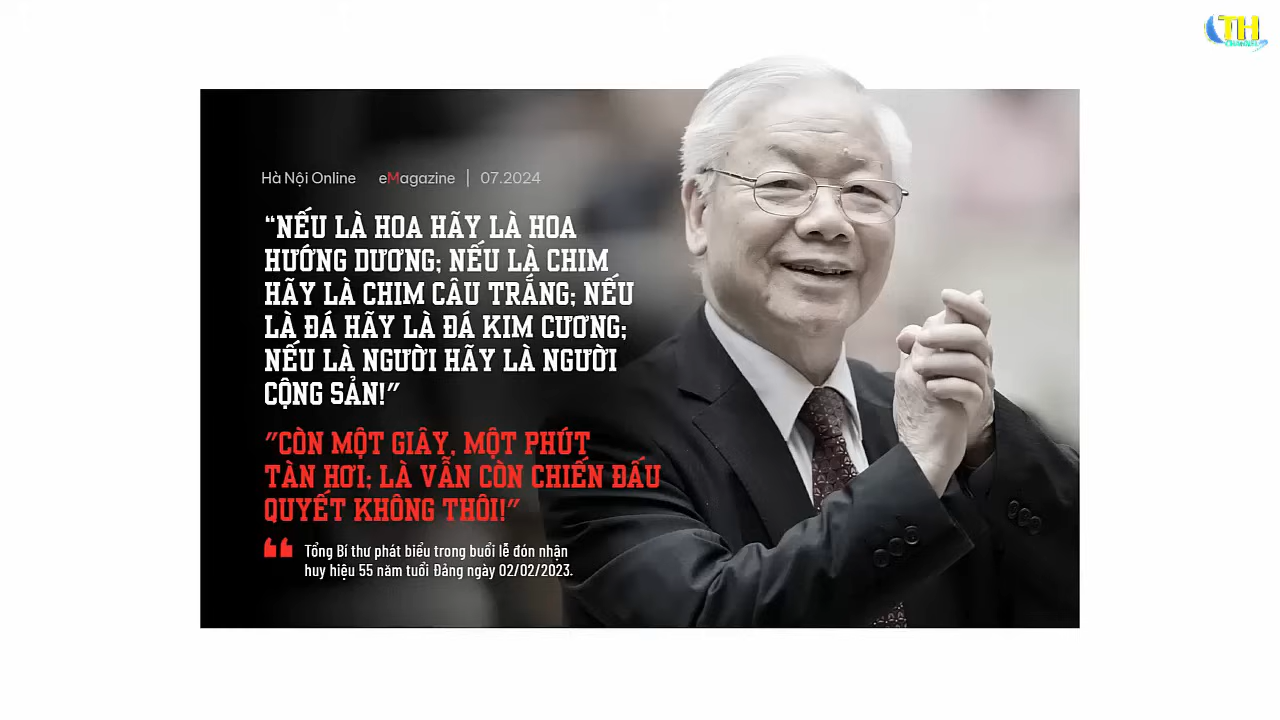 TH
Hà Nội Online eMagazine | 07.2024
“NẾU LÀ HOA HÃY LÀ HOA
HƯỚNG DƯƠNG; NẾU LÀ CHIM
HÃY LÀ CHIM CÂU TRẮNG; NẾU
LÀ ĐÁ HÃY LÀ ĐÁ KIM CƯƠNG;
NẾU LÀ NGƯỜI HÃY LÀ NGƯỜI
CỘNG SẢN!”
"CÒN MỘT GIÂY, MỘT PHÚT
TÀN HƠI; LÀ VẪN CÒN CHIẾN ĐẤU
QUYẾT KHÔNG THÔI!"
Tổng Bí thư phát biểu trong buổi lễ đón nhận
huy hiệu 55 năm tuổi Đảng ngày 02/02/2023.